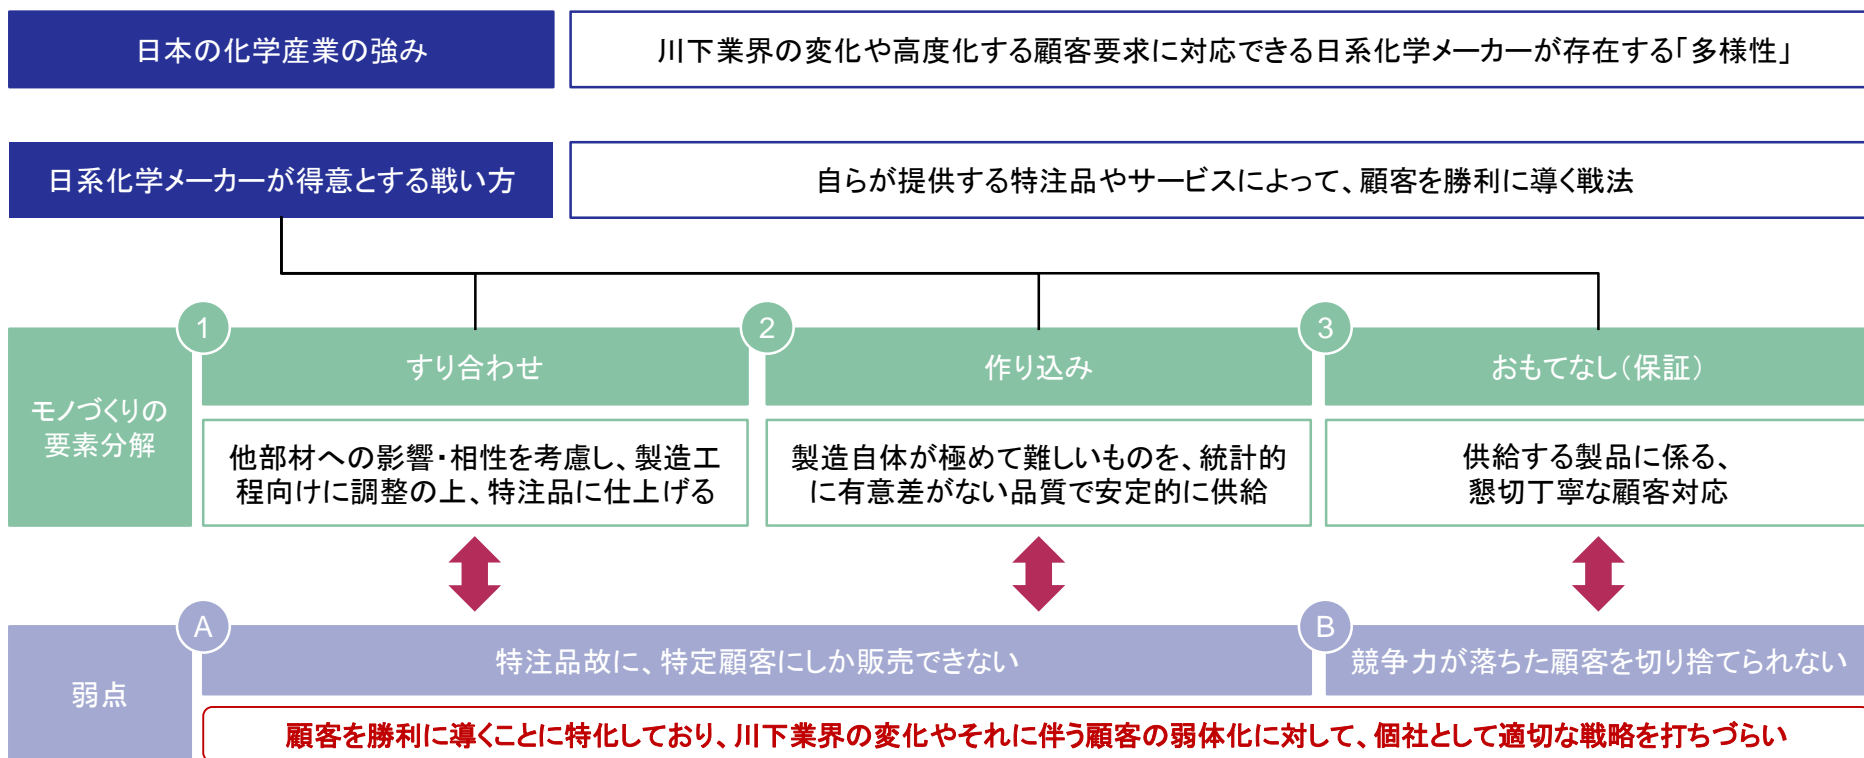 日本の化学産業の強み
川下業界の変化や高度化する顧客要求に対応できる日系化学メーカーが存在する「多様性」
日系化学メーカーが得意とする戦い方
自らが提供する特注品やサービスによって、顧客を勝利に導く戦法
モノづくりの
要素分解
1
すり合わせ
他部材への影響・相性を考慮し、製造工
程向けに調整の上、特注品に仕上げる
2
作り込み
製造自体が極めて難しいものを、統計的
に有意差がない品質で安定的に供給
3
おもてなし（保証）
供給する製品に係る、
懇切丁寧な顧客対応
弱点
A
特注品故に、特定顧客にしか販売できない
B
競争力が落ちた顧客を切り捨てられない
顧客を勝利に導くことに特化しており、川下業界の変化やそれに伴う顧客の弱体化に対して、個社として適切な戦略を打ちづらい